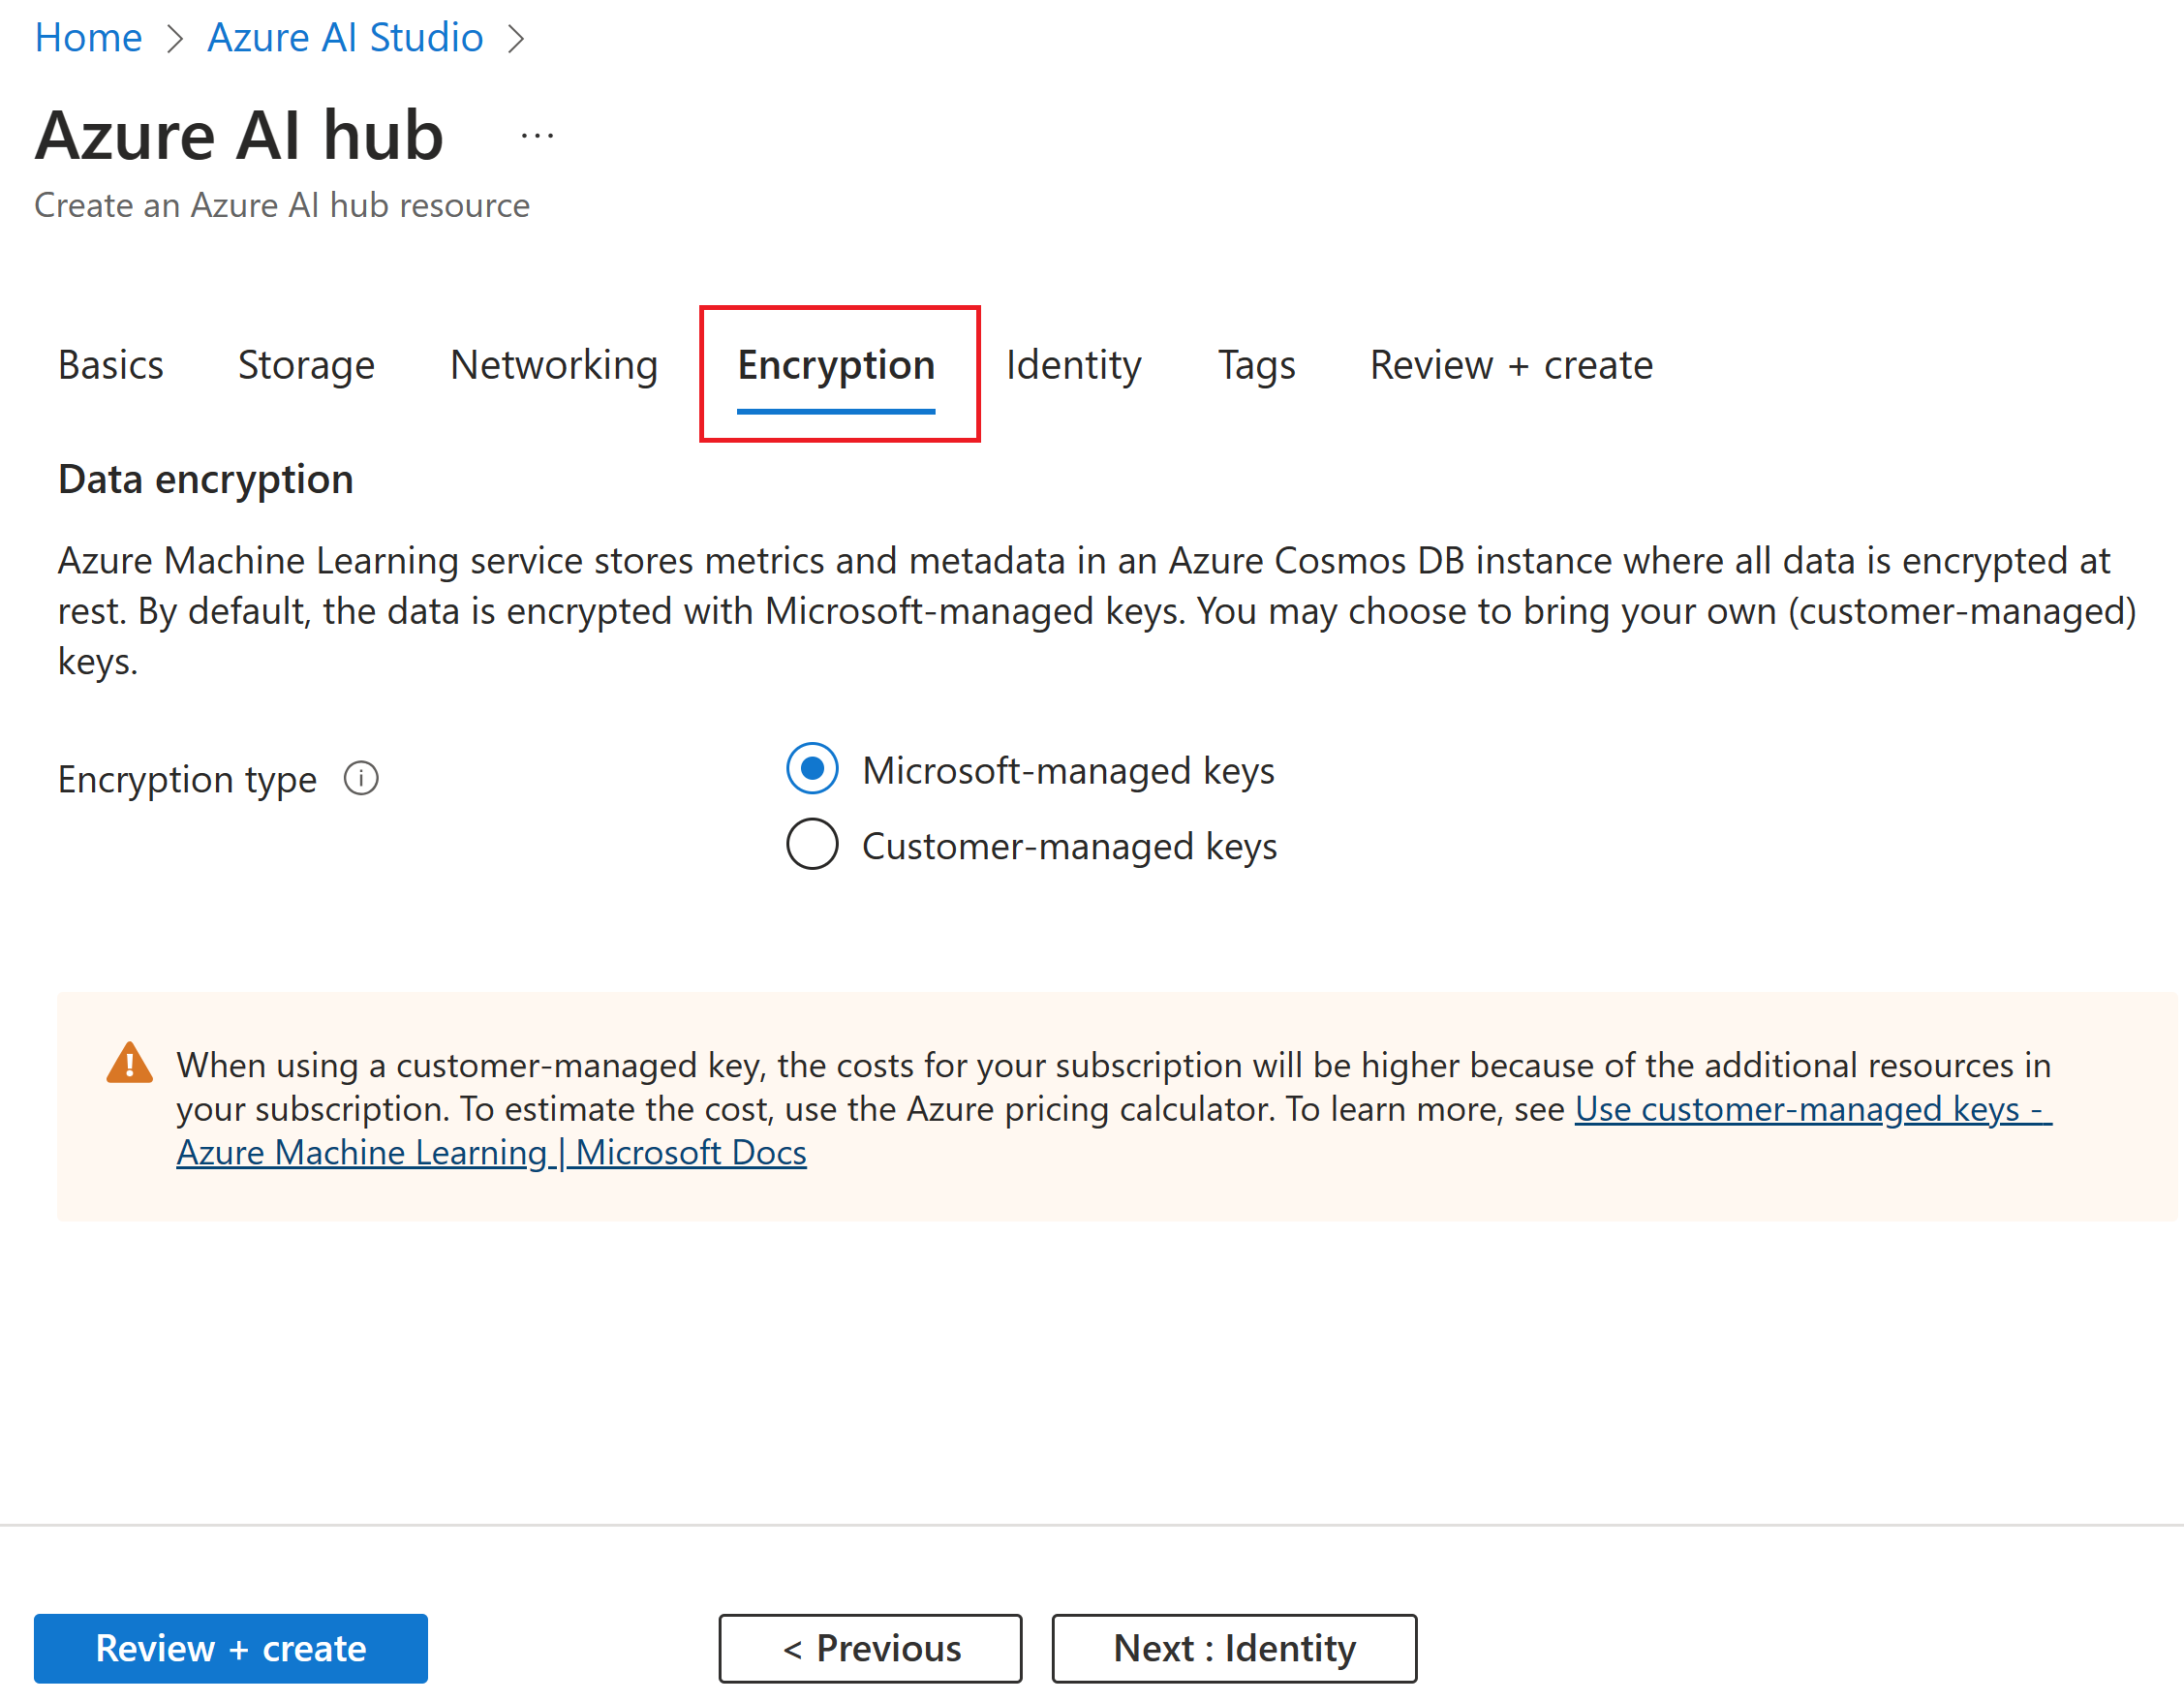 Home > Azure AI Studio >
Azure AI hub ...
Create an Azure AI hub resource
Basics Storage Networking Encryption Identity Tags Review + create
Data encryption
Azure Machine Learning service stores metrics and metadata in an Azure Cosmos DB instance where all data is encrypted at
rest. By default, the data is encrypted with Microsoft-managed keys. You may choose to bring your own (customer-managed)
keys.
Encryption type
Microsoft-managed keys
Customer-managed keys
When using a customer-managed key, the costs for your subscription will be higher because of the additional resources in
your subscription. To estimate the cost, use the Azure pricing calculator. To learn more, see Use customer-managed keys -
Azure Machine Learning | Microsoft Docs
Review + create < Previous Next : Identity